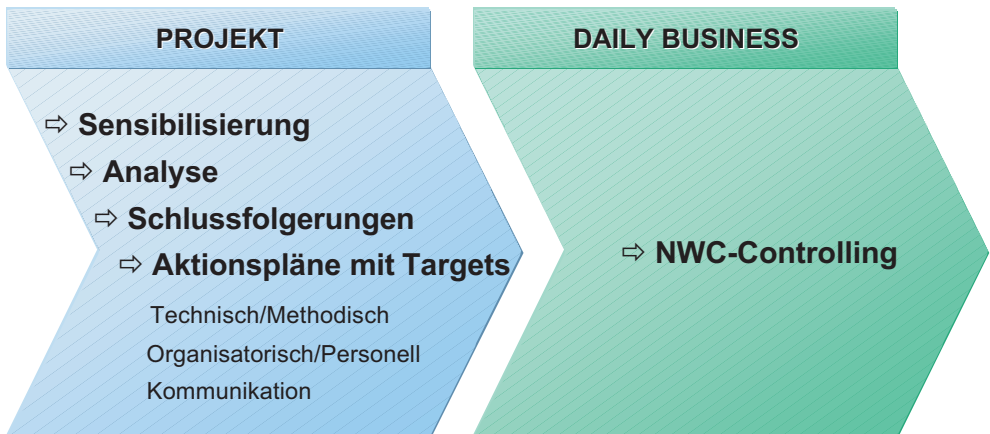 PROJEKT
⇨ Sensibilisierung
⇨ Analyse
⇨ Schlussfolgerungen
⇨ Aktionspläne mit Targets
Technisch/Methodisch
Organisatorisch/Personell
Kommunikation
DAILY BUSINESS
⇨ NWC-Controlling